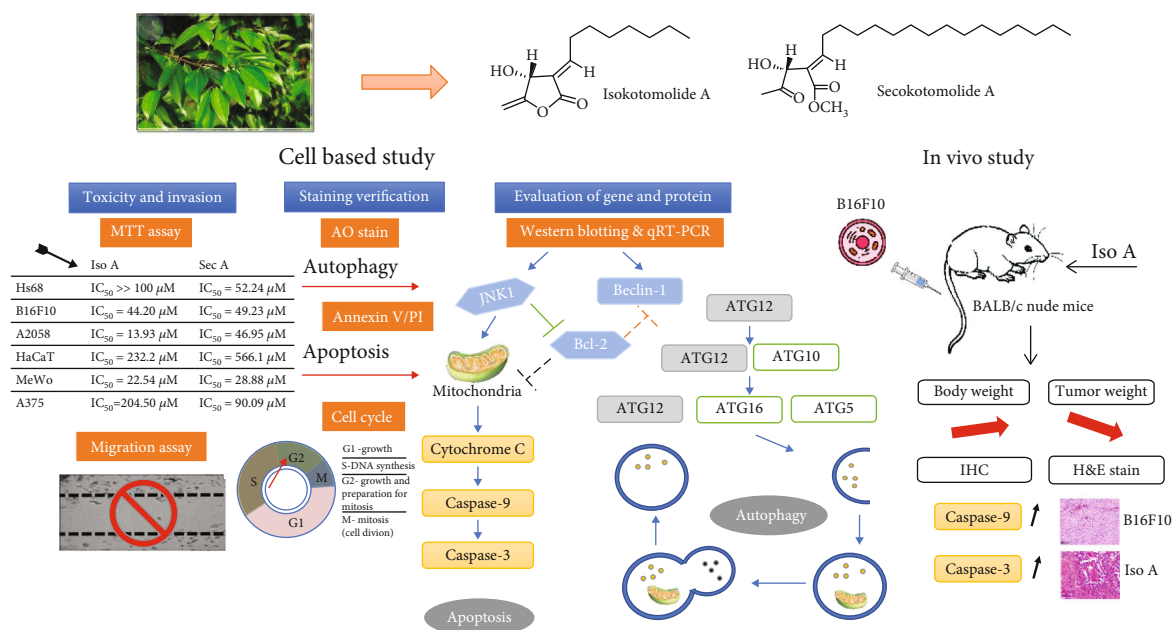 HO
H
H
O
O
Isokotomolide A
HO
H
H
O
O
OCH3
Secokotomolide A
Cell based study
In vivo study
Toxicity and invasion
MTT assay
Iso A Sec A
Hs68 IC50 >> 100 μM IC50 = 52.24 μM
B16F10 IC50 = 44.20 μM IC50 = 49.23 μM
A2058 IC50 = 13.93 μM IC50 = 46.95 μM
HaCaT IC50 = 232.2 μM IC50 = 566.1 μM
MeWo IC50 = 22.54 μM IC50 = 28.88 μM
A375 IC50=204.50 μM IC50 = 90.09 μM
Migration assay
Staining verification
AO stain
Autophagy
Annexin V/PI
Apoptosis
Cell cycle
G2
S
M
G1
G1 -growth
S-DNA synthesis
G2- growth and
preparation for
mitosis
M- mitosis
(cell divion)
Evaluation of gene and protein
Western blotting & qRT-PCR
JNK1
Beclin-1
Bcl-2
Mitochondria
Cytochrome C
Caspase-9
Caspase-3
Apoptosis
ATG12
ATG12 ATG10
ATG12 ATG16 ATG5
Autophagy
B16F10
Iso A
BALB/c nude mice
Body weight Tumor weight
IHC H&E stain
Caspase-9
B16F10
Caspase-3
Iso A